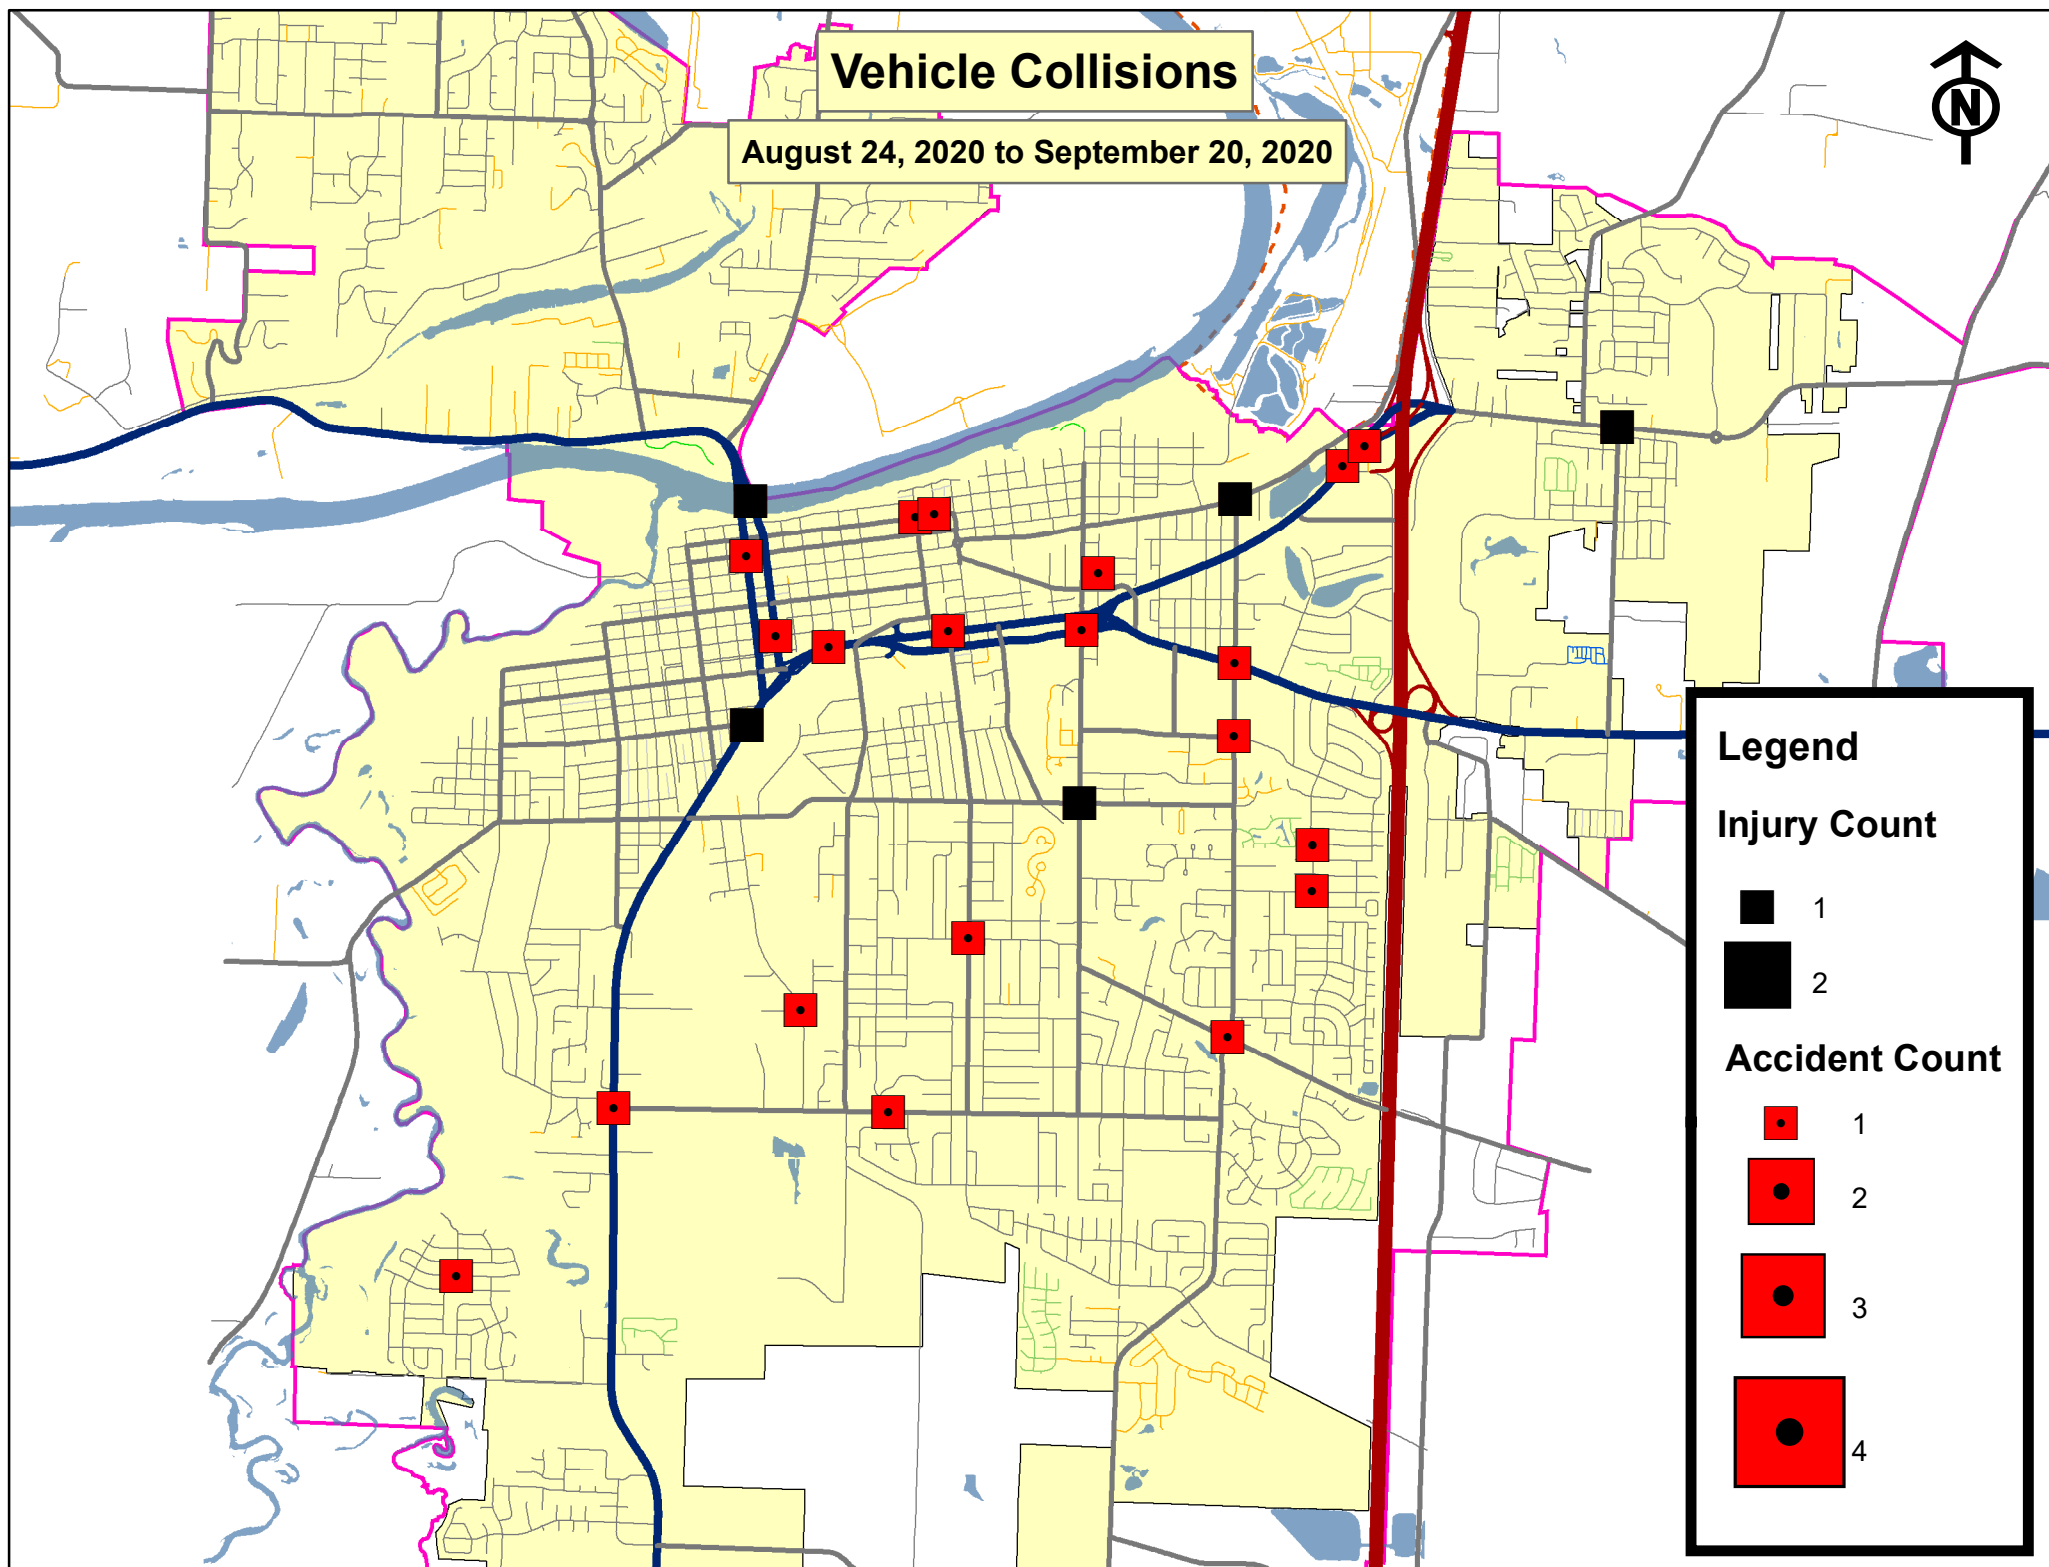 Vehicle Collisions
August 24, 2020 to September 20, 2020
N
Legend
Injury Count
1
2
Accident Count
1
2
3
4